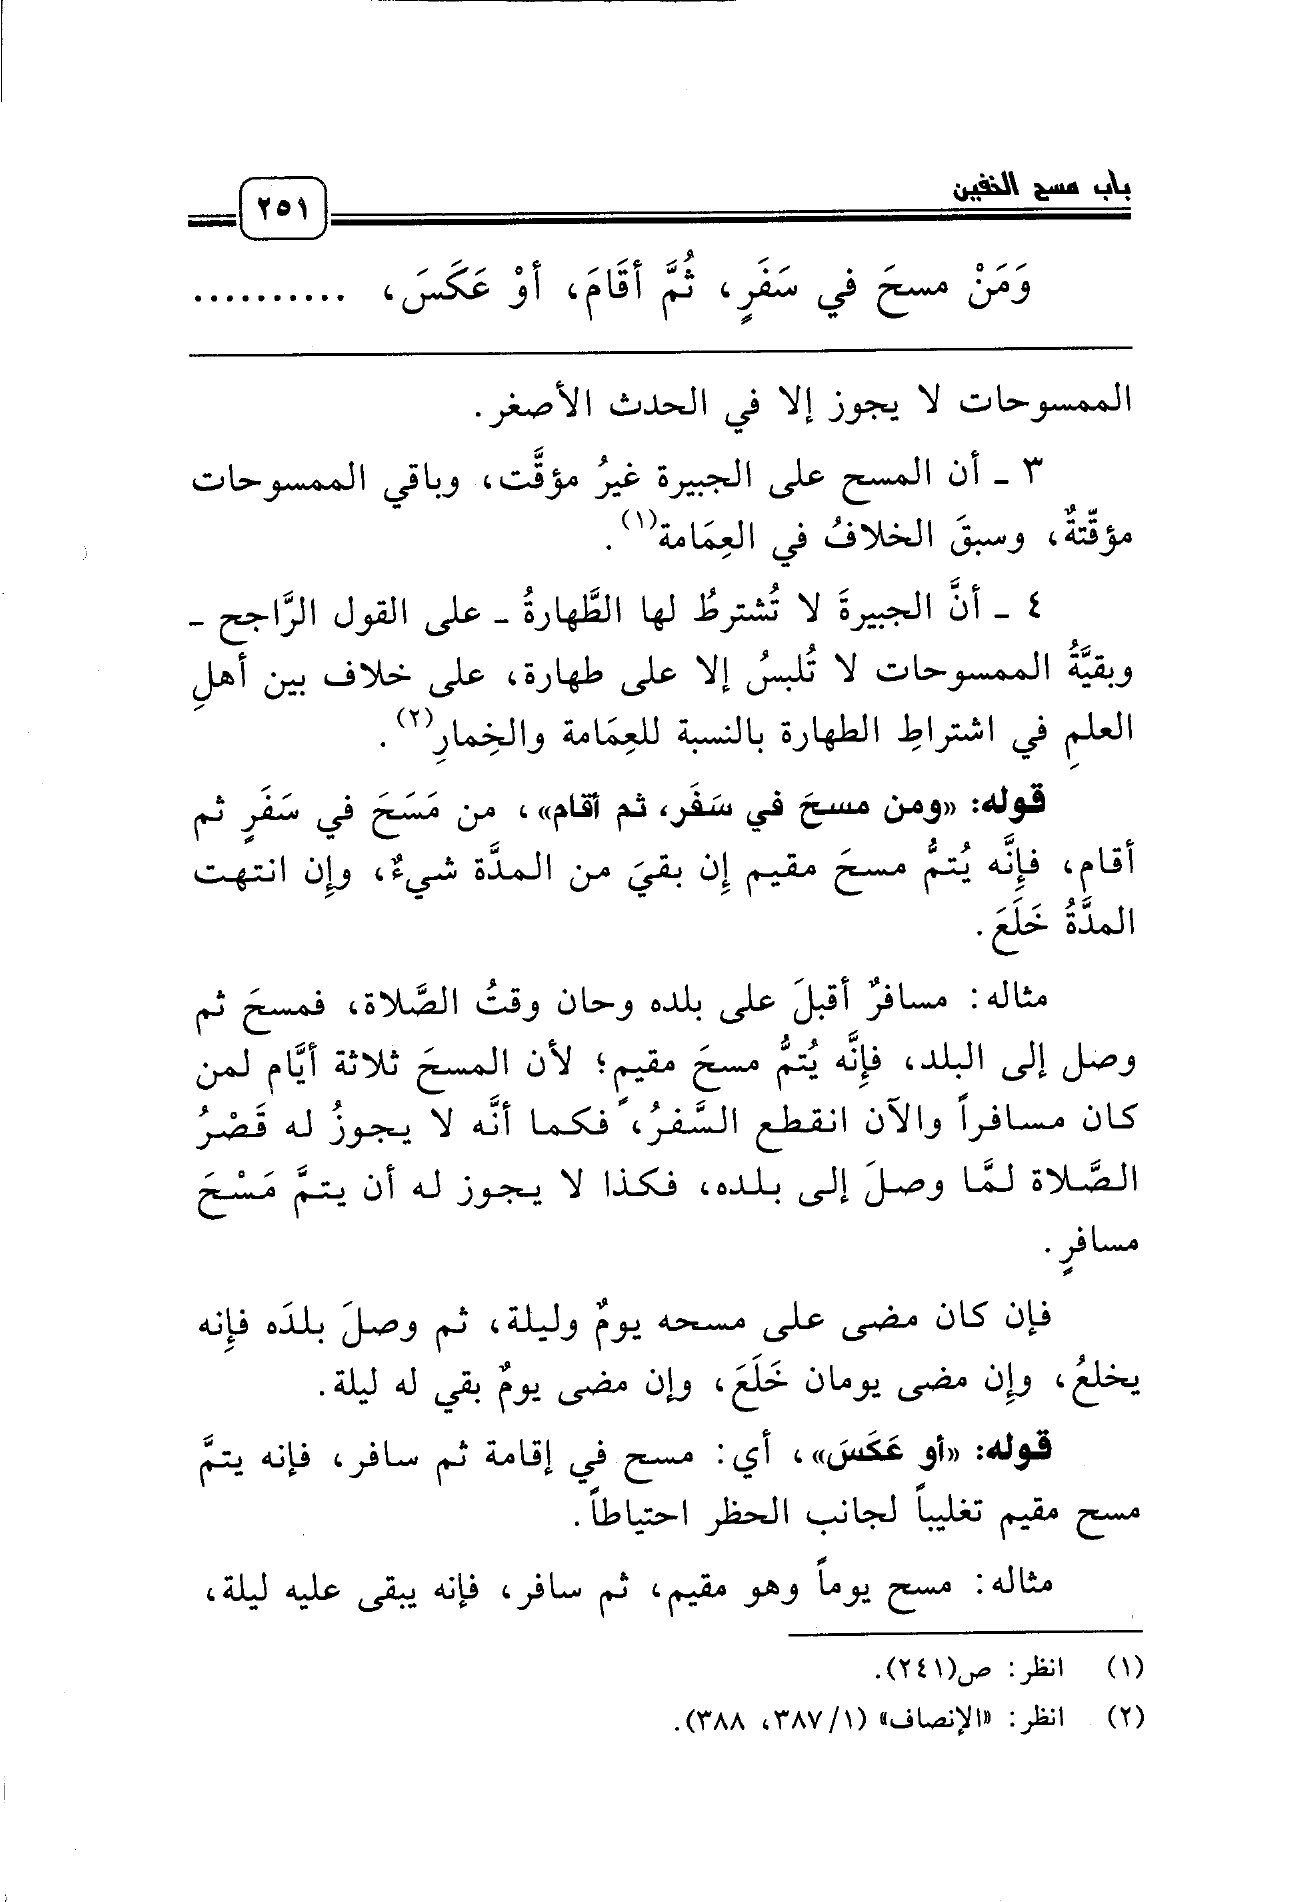 باب مسح الخفين
٢٥١
وَمَنْ مسحَ في سَفَرٍ، ثُمَّ أقَامَ، أوْ عَكَسَ، ..........
الممسوحات لا يجوز إلا في الحدث الأصغر.
٣ ـ أن المسح على الجبيرة غيرُ مؤقَّت، وباقي الممسوحات
مؤقّتةٌ، وسبقَ الخلافُ في العِمَامة(١).
٤ ـ أنَّ الجبيرةَ لا تُشترطُ لها الطَّهارةُ ـ على القول الرَّاجح ـ
وبقيَّةُ الممسوحات لا تُلبسُ إلا على طهارة، على خلاف بين أهلِ
العلمِ في اشتراطِ الطهارة بالنسبة للعِمَامة والخِمارِ(٢).
قوله: «ومن مسحَ في سَفَر، ثم أقام»، من مَسَحَ في سَفَرٍ ثم
أقام، فإِنَّه يُتمُّ مسحَ مقيم إِن بقيَ من المدَّة شيءٌ، وإِن انتهت
المدَّةُ خَلَعَ.
مثاله: مسافرٌ أقبلَ على بلده وحان وقتُ الصَّلاة، فمسحَ ثم
وصل إلى البلد، فإِنَّه يُتمُّ مسحَ مقيمٍ؛ لأن المسحَ ثلاثة أيَّام لمن
كان مسافراً والآن انقطع السَّفرُ، فكما أنَّه لا يجوزُ له قَصْرُ
الصَّلاة لمَّا وصلَ إلى بلده، فكذا لا يجوز له أن يتمَّ مَسْحَ
مسافرٍ.
فإن كان مضى على مسحه يومٌ وليلة، ثم وصلَ بلدَه فإِنه
يخلعُ، وإِن مضى يومان خَلَعَ، وإن مضى يومٌ بقي له ليلة.
قوله: «أو عَكَسَ»، أي: مسح في إقامة ثم سافر، فإنه يتمَّ
مسح مقيم تغليباً لجانب الحظر احتياطاً.
مثاله: مسح يوماً وهو مقيم، ثم سافر، فإنه يبقى عليه ليلة،
(١) انظر: ص(٢٤١).
(٢) انظر: «الإنصاف» (١/ ٣٨٧، ٣٨٨).